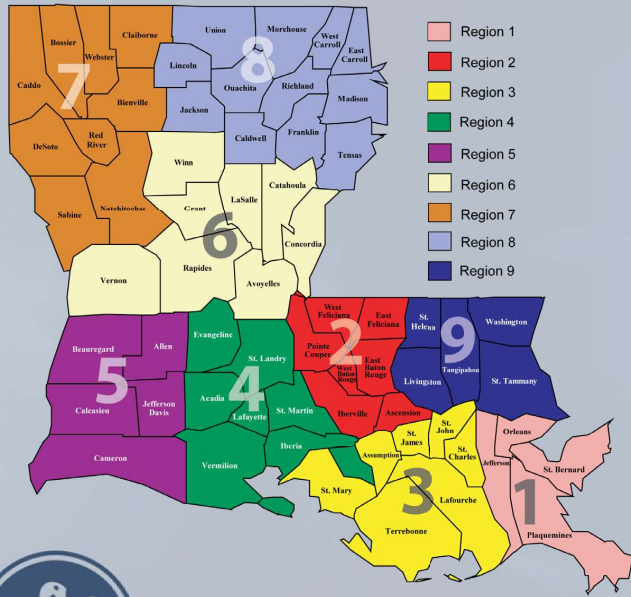 Region 1
Region 2
Region 3
Region 4
Region 5
Region 6
Region 7
Region 8
Region 9
7
Caddo
Bossier
Webster
Claiborne
Bienville
DeSoto
Red
River
Sabine
Natchitoches
8
Union
Morehouse
West
Carroll
East
Carroll
Lincoln
Ouachita
Richland
Madison
Jackson
Caldwell
Franklin
Tensas
6
Winn
Grant
LaSalle
Catahoula
Concordia
Vernon
Rapides
Avoyelles
5
Beauregard
Allen
Calcasieu
Jefferson
Davis
Cameron
4
Evangeline
St. Landry
Acadia
Lafayette
St. Martin
Iberia
Vermilion
2
West
Feliciana
East
Feliciana
Pointe
Coupee
West
Baton
Rouge
East
Baton
Rouge
Iberville
Ascension
9
St.
Helena
Tangipahoa
Washington
Livingston
St. Tammany
3
Assumption
St.
James
St.
John
St.
Charles
St. Mary
Lafourche
Terrebonne
1
Orleans
Jefferson
St. Bernard
Plaquemines